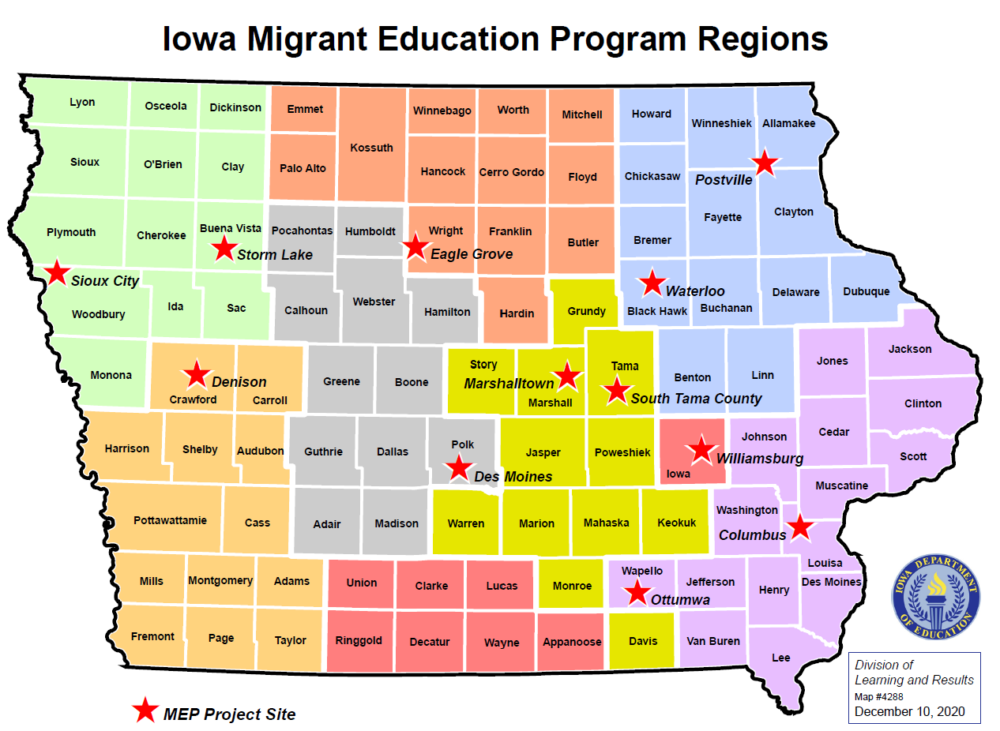 Iowa Migrant Education Program Regions
Lyon
Osceola
Dickinson
Emmet
Kossuth
Winnebago
Worth
Mitchell
Howard
Winneshiek
Allamakee
Sioux
O'Brien
Clay
Palo Alto
Hancock
Cerro Gordo
Floyd
Chickasaw
Postville
Fayette
Clayton
Plymouth
Cherokee
Buena Vista
Storm Lake
Pocahontas
Humboldt
Wright
Eagle Grove
Franklin
Butler
Bremer
Sioux City
Woodbury
Ida
Sac
Calhoun
Webster
Hamilton
Hardin
Grundy
Waterloo
Black Hawk
Buchanan
Delaware
Dubuque
Monona
Denison
Crawford
Carroll
Greene
Boone
Story
Marshalltown
Marshall
Tama
South Tama County
Benton
Linn
Jones
Jackson
Clinton
Harrison
Shelby
Audubon
Guthrie
Dallas
Polk
Des Moines
Jasper
Poweshiek
Iowa
Williamsburg
Johnson
Cedar
Scott
Muscatine
Pottawattamie
Cass
Adair
Madison
Warren
Marion
Mahaska
Keokuk
Washington
Columbus
Louisa
Mills
Montgomery
Adams
Union
Clarke
Lucas
Monroe
Wapello
Ottumwa
Jefferson
Henry
Des Moines
Fremont
Page
Taylor
Ringgold
Decatur
Wayne
Appanoose
Davis
Van Buren
Lee
IOWA DEPARTMENT
OF EDUCATION
Division of
Learning and Results
Map #4288
December 10, 2020
MEP Project Site